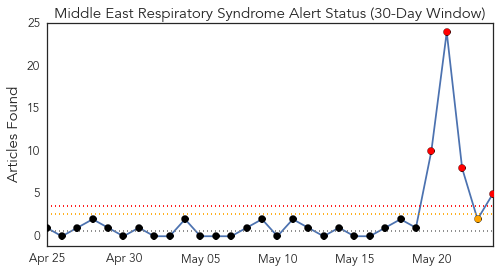 Middle East Respiratory Syndrome Alert Status (30-Day Window)
Articles Found
25
20
15
10
5
0
Apr 25
Apr 30
May 05
May 10
May 15
May 20